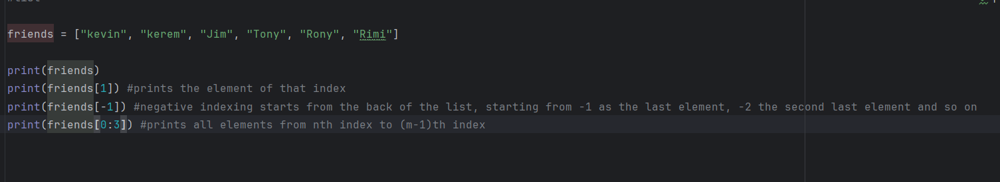 friends = ["kevin", "kerem", "Jim", "Tony", "Rony", "Rimi"]
print(friends)
print(friends[1]) #prints the element of that index
print(friends[-1]) #negative indexing starts from the back of the list, starting from -1 as the last element, -2 the second last element and so on
print(friends[0:3]) #prints all elements from nth index to (m-1)th index